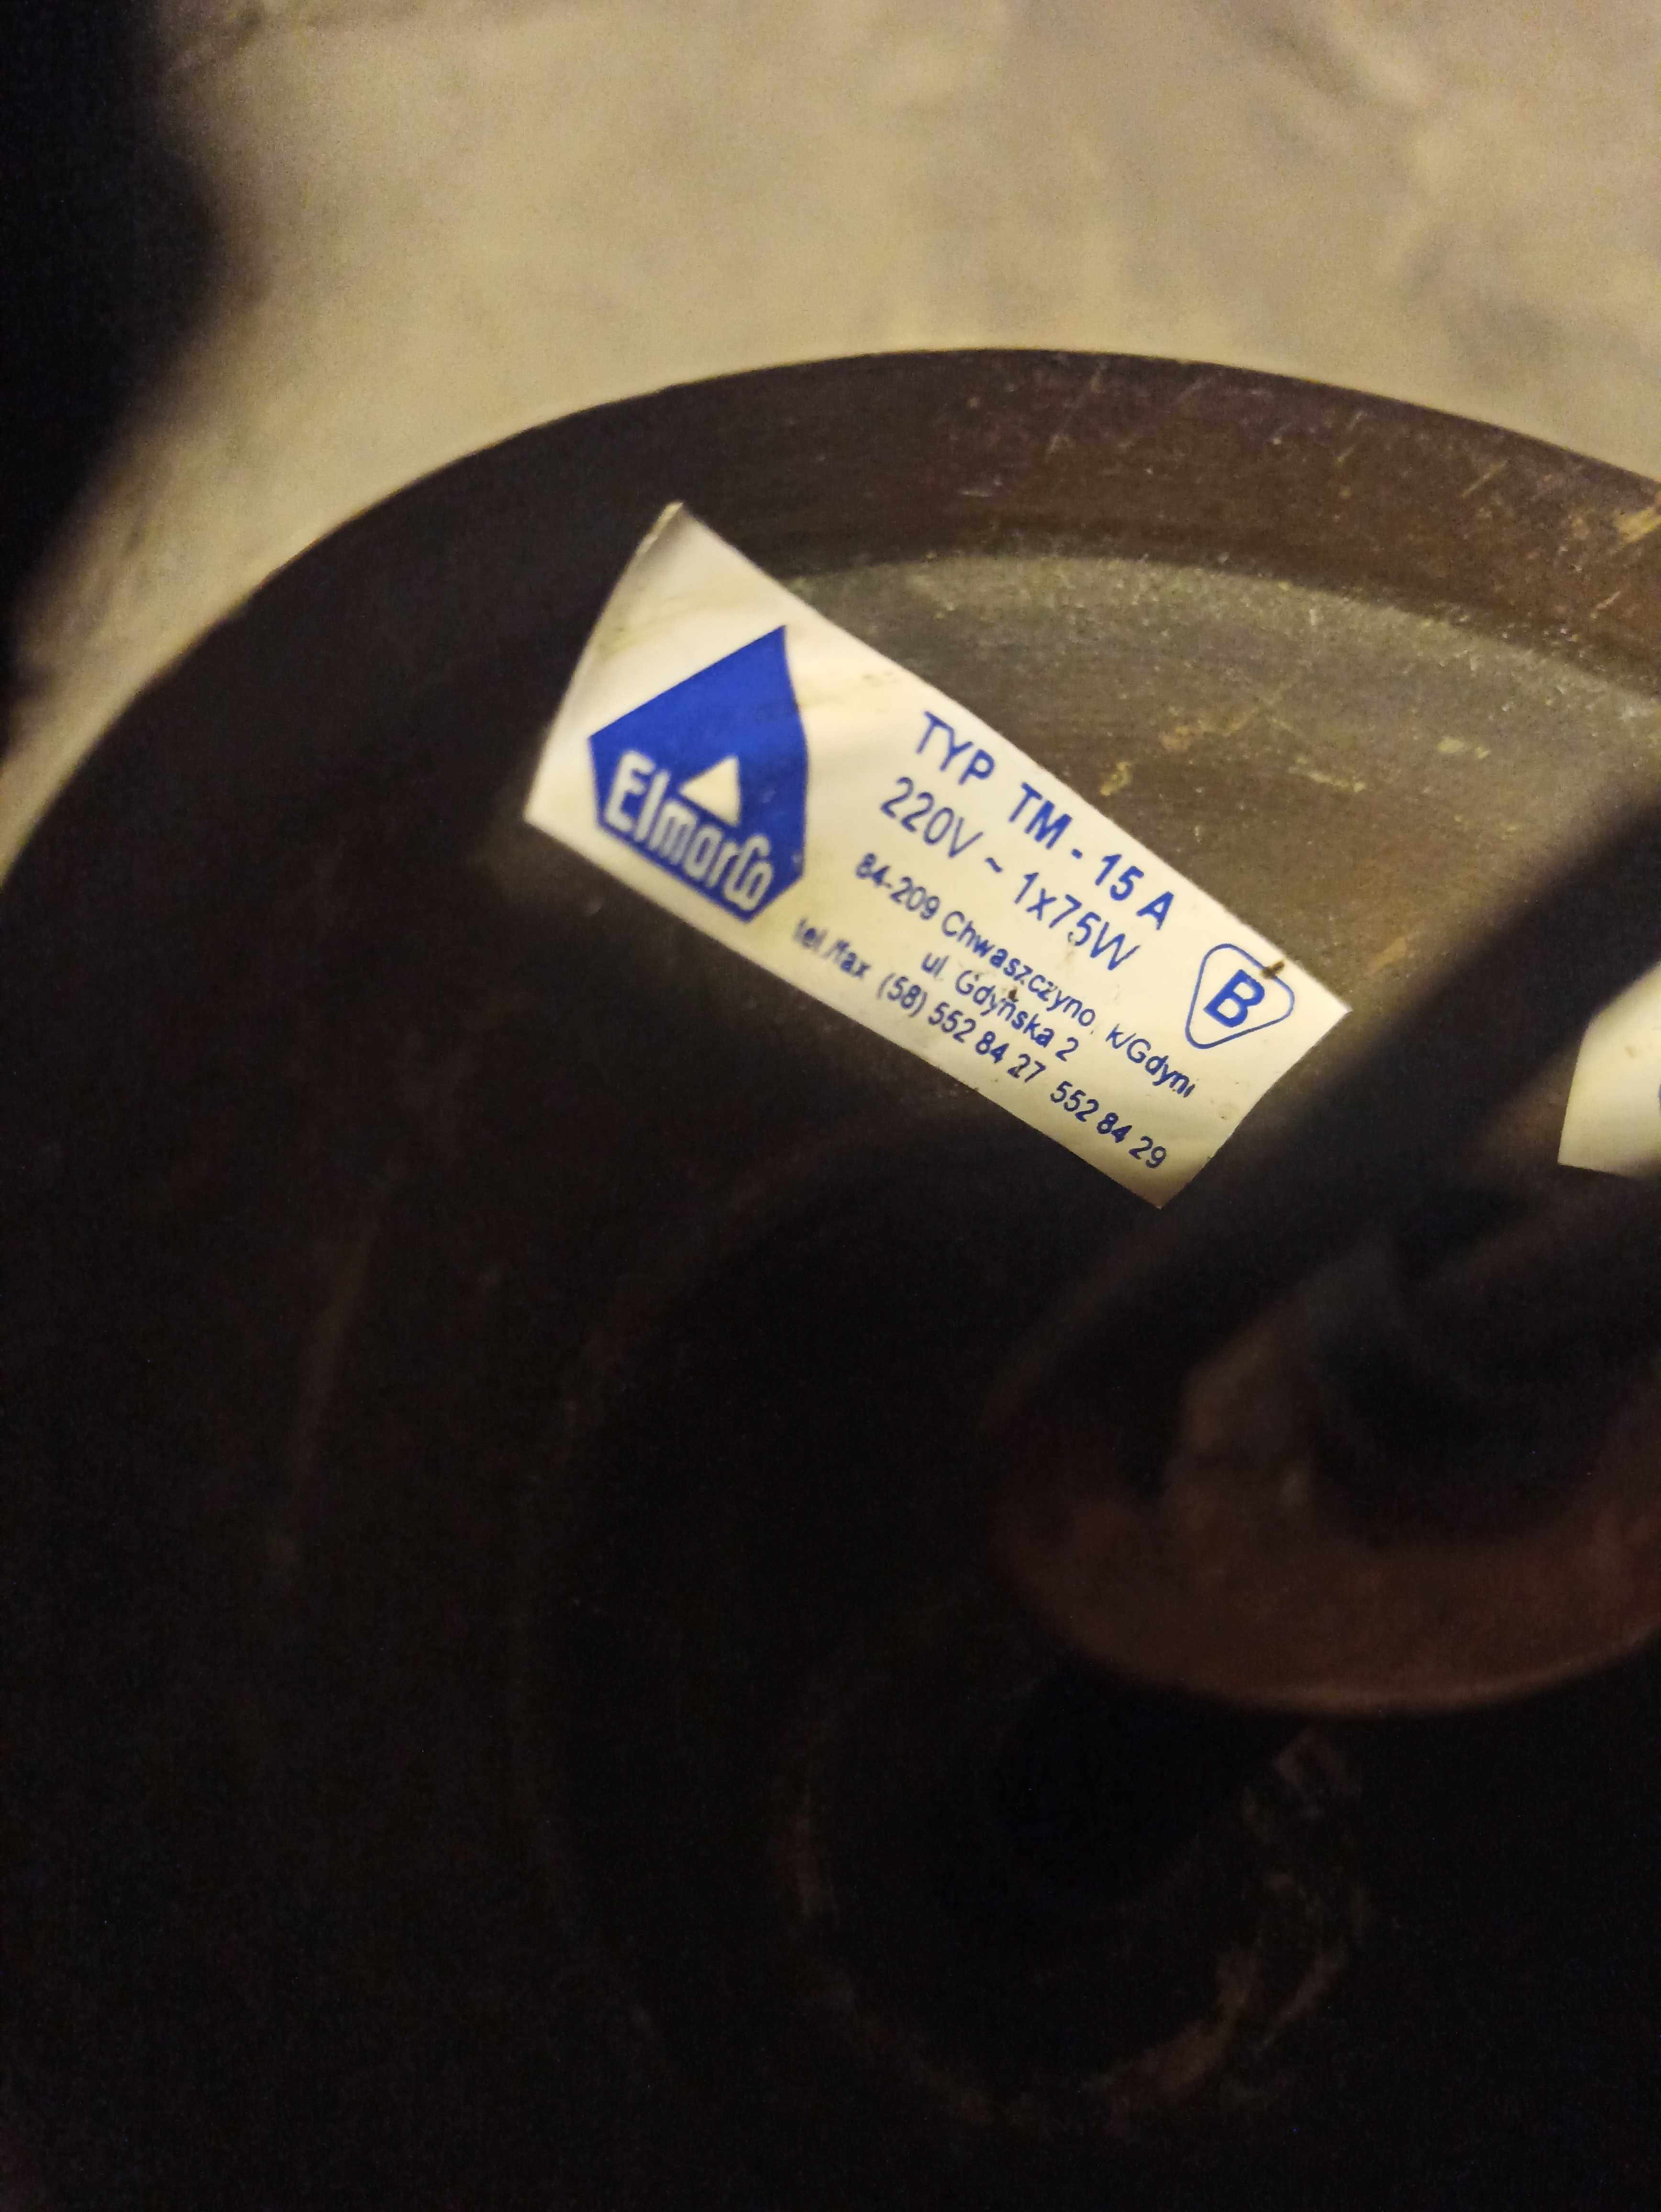 ElmarCo
TYP TM - 15 A
220V ~ 1x75W
B
84-209 Chwaszczyno, k/Gdyni
ul. Gdyńska 2
tel./fax (58) 552 84 27 552 84 29